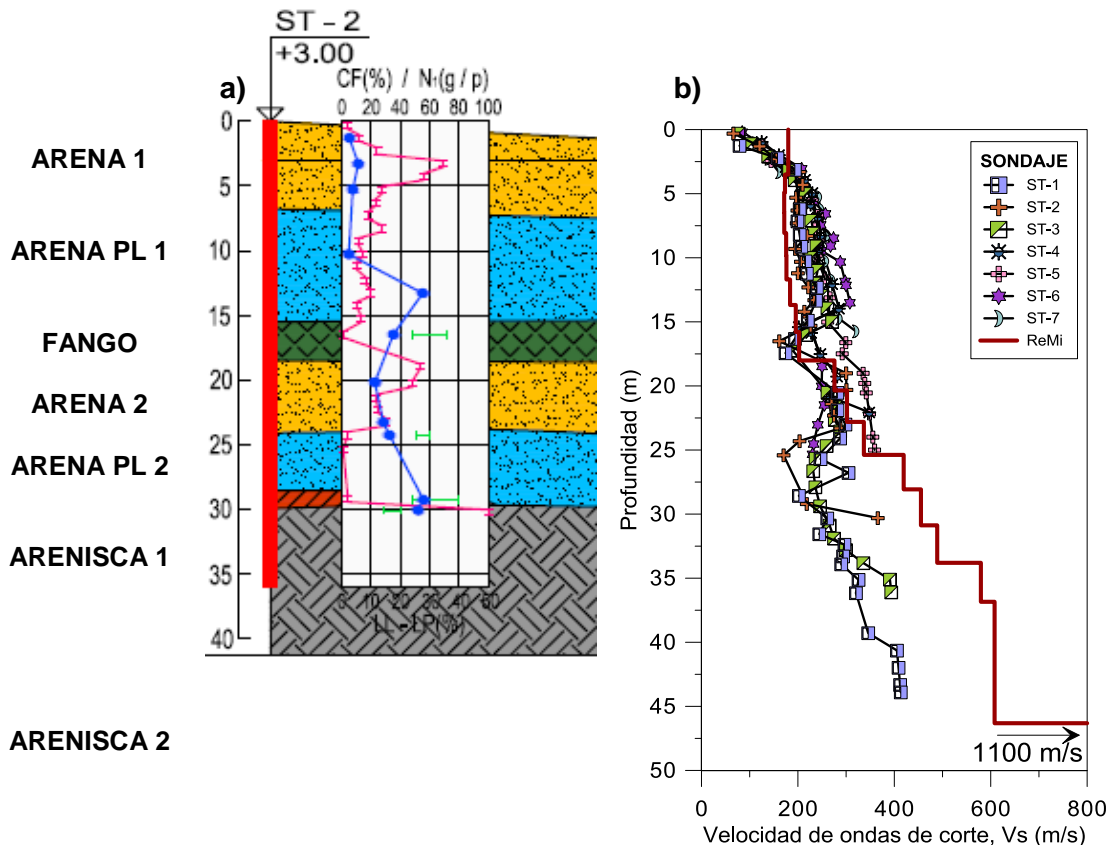 ST - 2
+3.00
a)
CF(%) / N₁(g / p)
0 20 40 60 80 100
0
5
10
15
20
25
30
35
40
ARENA 1
ARENA PL 1
FANGO
ARENA 2
ARENA PL 2
ARENISCA 1
ARENISCA 2
10 20 30
LL - LP(%)
b)
0
5
10
15
20
25
30
35
40
45
50
Profundidad (m)
SONDAJE
ST-1
ST-2
ST-3
ST-4
ST-5
ST-6
ST-7
ReMi
1100 m/s
0 200 400 600 800
Velocidad de ondas de corte, Vs (m/s)